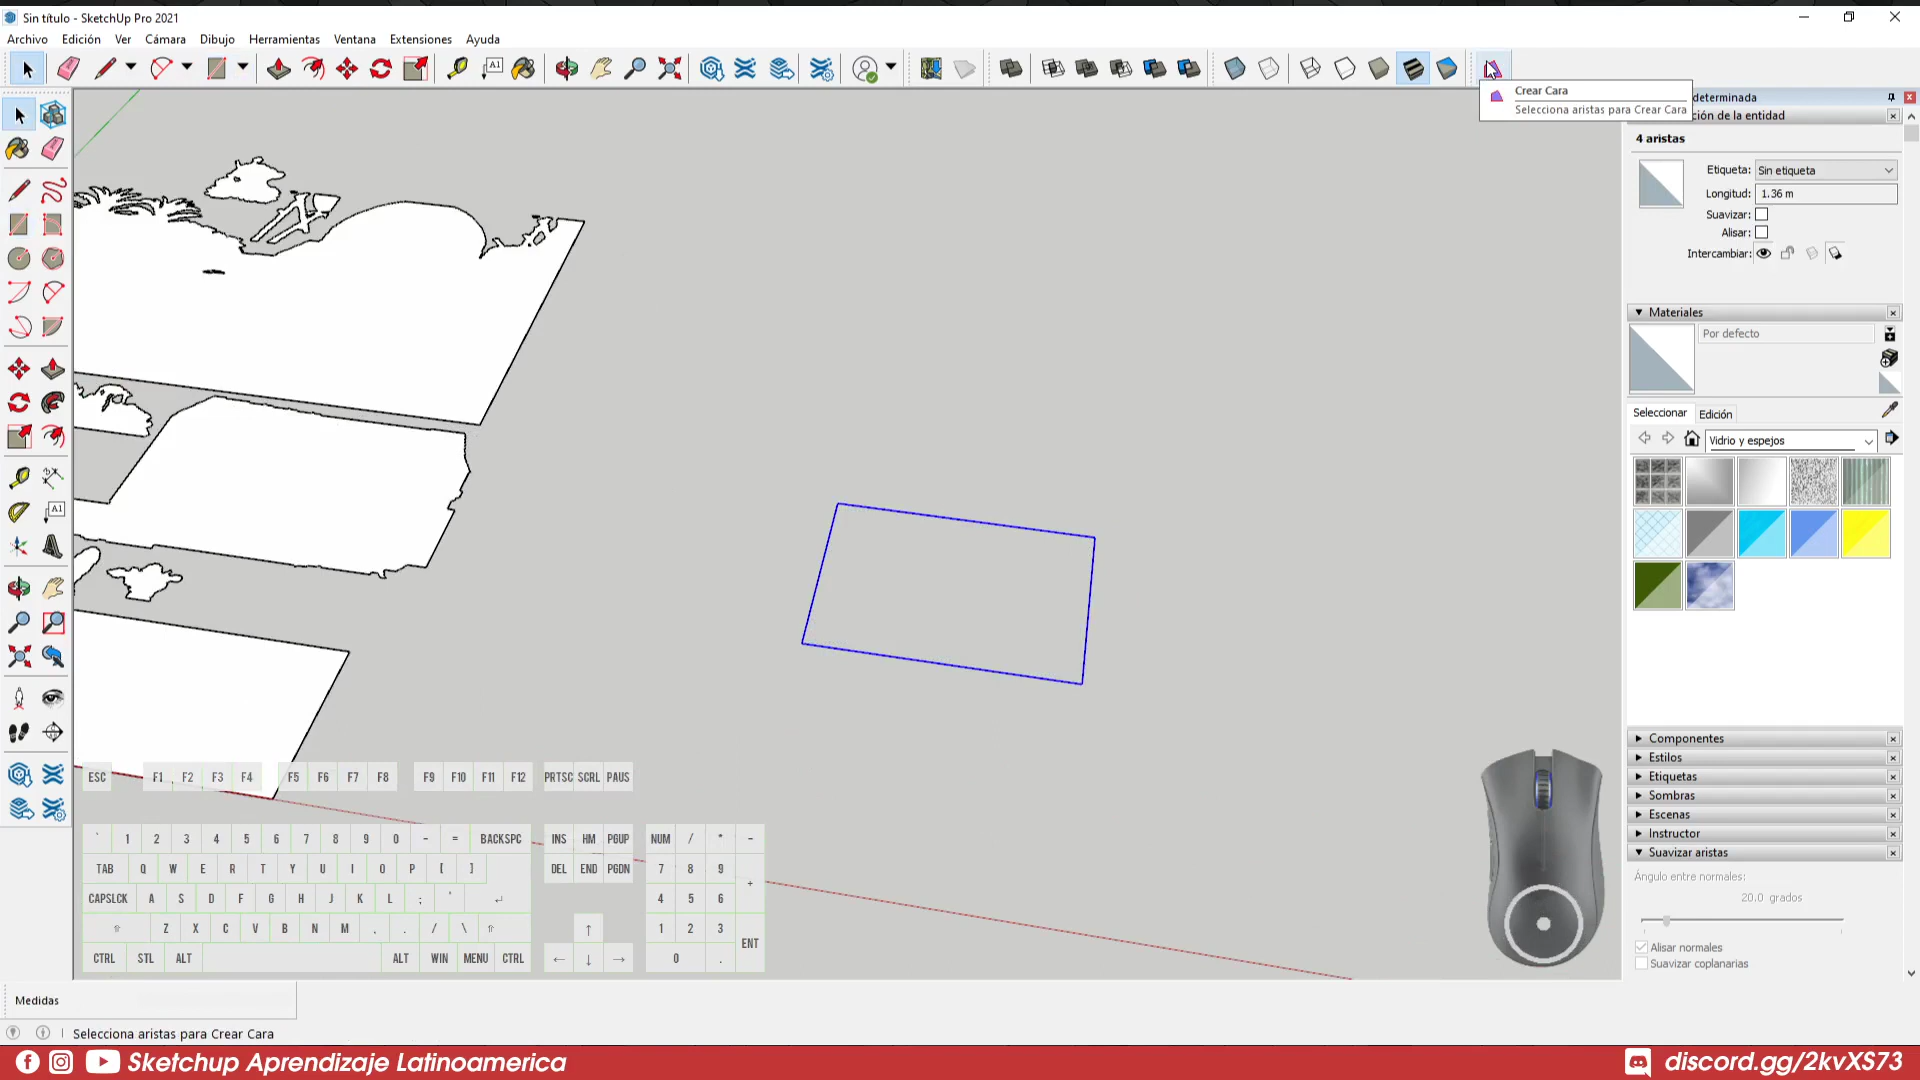 Sin título - SketchUp Pro 2021
Archivo Edición Ver Cámara Dibujo Herramientas Ventana Extensiones Ayuda
A1
Crear Cara
Selecciona aristas para Crear Cara
determinada
ción de la entidad
4 aristas
Etiqueta: Sin etiqueta
Longitud: 1.36 m
Suavizar:
Alisar:
Intercambiar:
Materiales
Por defecto
Seleccionar Edición
Vidrio y espejos
A1
Componentes
Estilos
Etiquetas
Sombras
Escenas
Instructor
Suavizar aristas
Ángulo entre normales:
20.0 grados
Alisar normales
Suavizar coplanarias
ESC F1 F2 F3 F4 F5 F6 F7 F8 F9 F10 F11 F12 PRTSC SCRL PAUS
` 1 2 3 4 5 6 7 8 9 0 - = BACKSPC INS HM PGUP NUM / * -
TAB Q W E R T Y U I O P [ ] DEL END PGDN 7 8 9 +
CAPSLCK A S D F G H J K L ; ' ↵ 4 5 6
⇧ Z X C V B N M , . / \ ⇧ ↑ 1 2 3 ENT
CTRL STL ALT ALT WIN MENU CTRL ← ↓ → 0 .
Medidas
Selecciona aristas para Crear Cara
Sketchup Aprendizaje Latinoamerica
discord.gg/2kvXS73